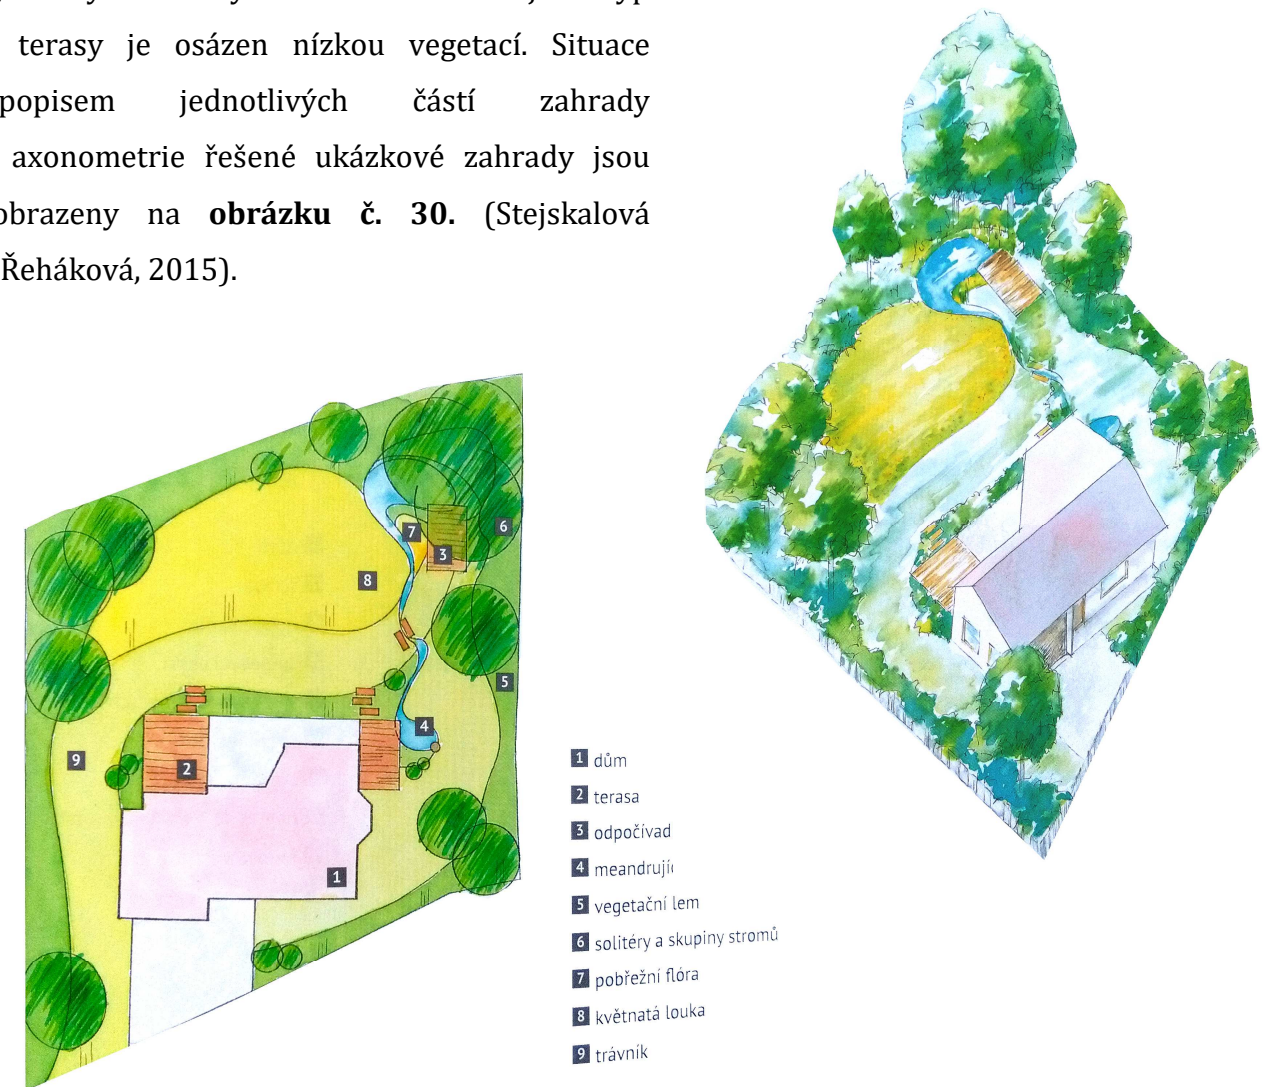 terasy je osázen nízkou vegetací. Situace
popisem jednotlivých částí zahrady
axonometrie řešené ukázkové zahrady jsou
obrazeny na obrázku č. 30. (Stejskalová
Řeháková, 2015).
6
7
3
8
5
4
9
2
1
1 dům
2 terasa
3 odpočívad
4 meandrujíc
5 vegetační lem
6 solitéry a skupiny stromů
7 pobřežní flóra
8 květnatá louka
9 trávník